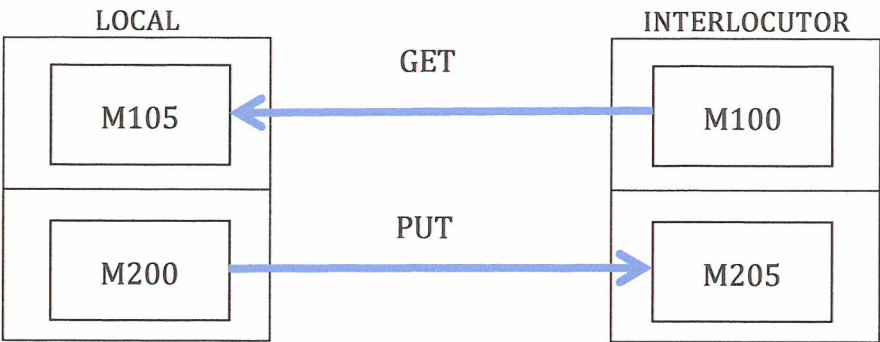 LOCAL
INTERLOCUTOR
GET
M105
M100
PUT
M200
M205